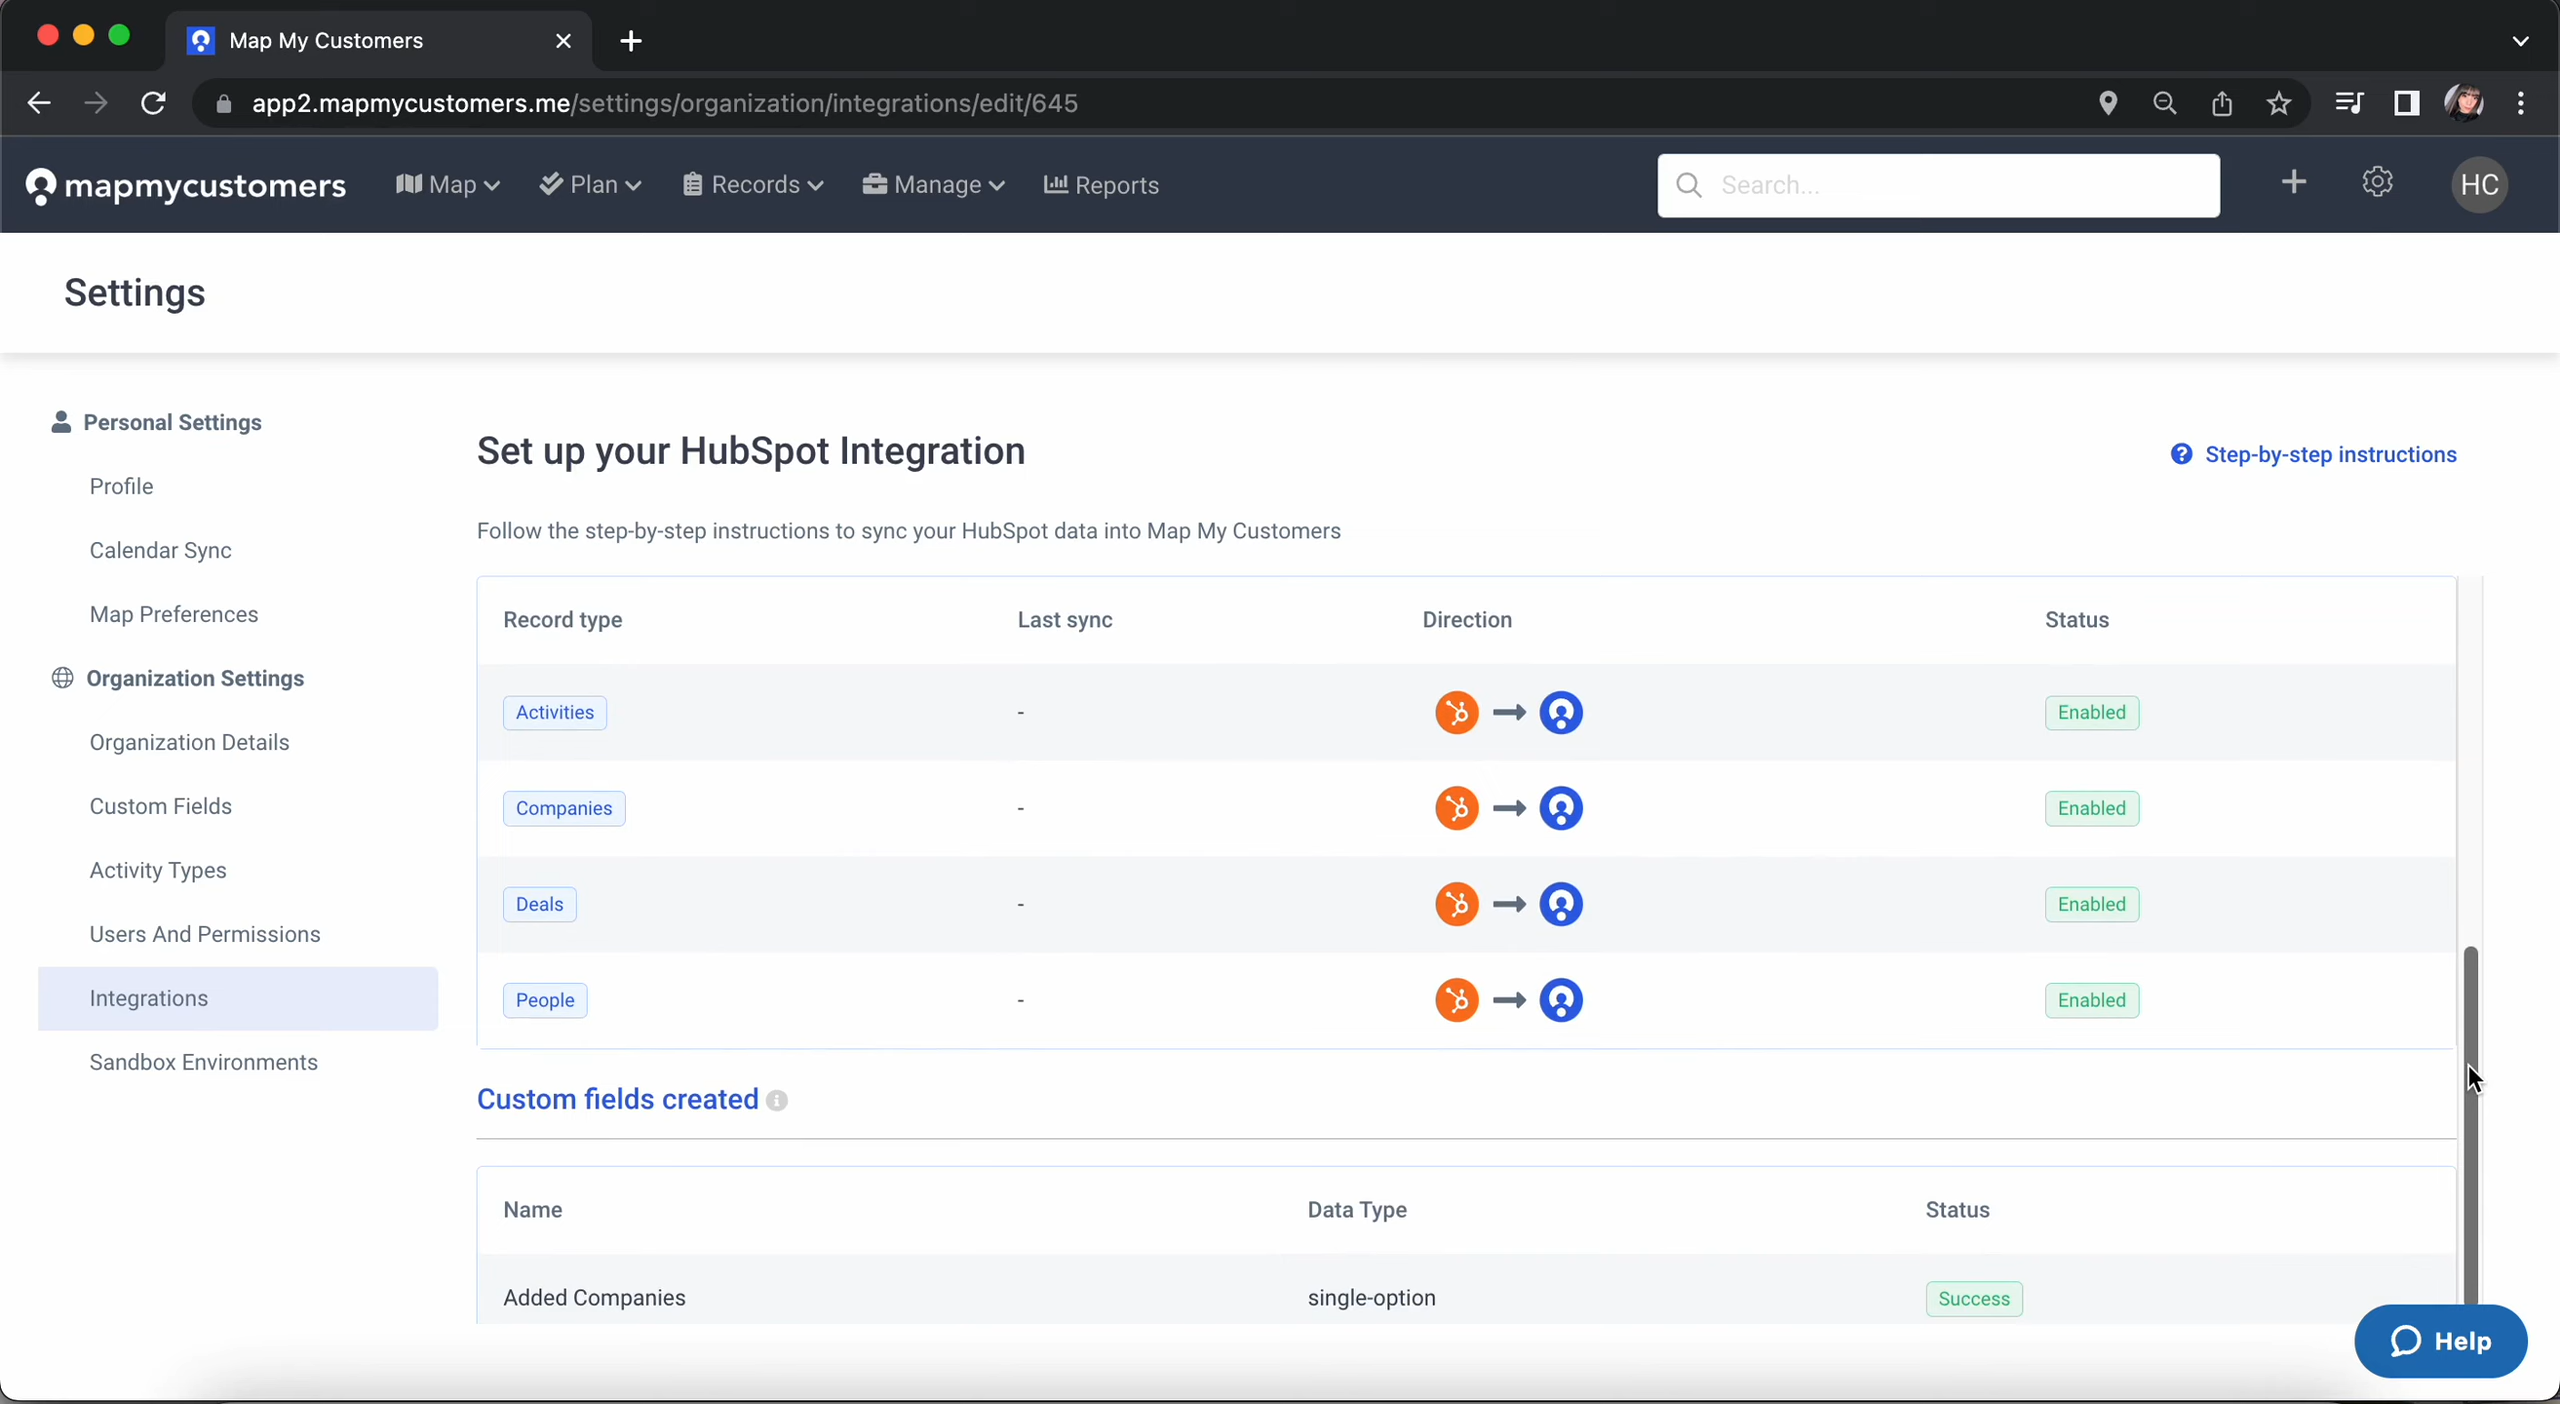 Map My Customers
app2.mapmycustomers.me/settings/organization/integrations/edit/645
mapmycustomers Map Plan Records Manage Reports Search... HC
Settings
Personal Settings
Profile
Calendar Sync
Map Preferences
Organization Settings
Organization Details
Custom Fields
Activity Types
Users And Permissions
Integrations
Sandbox Environments
Set up your HubSpot Integration
Step-by-step instructions
Follow the step-by-step instructions to sync your HubSpot data into Map My Customers
Record type Last sync Direction Status
Activities - Enabled
Companies - Enabled
Deals - Enabled
People - Enabled
Custom fields created
Name Data Type Status
Added Companies single-option Success
Help